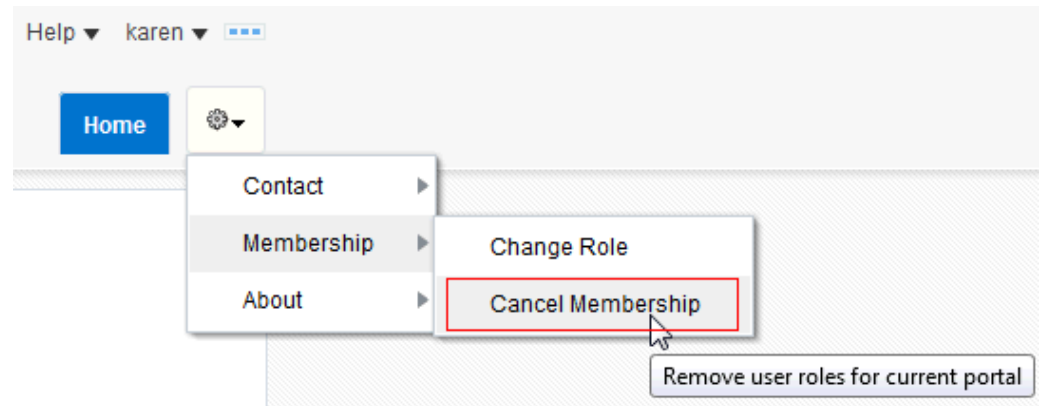 Help karen
Home
Contact
Membership
Change Role
About
Cancel Membership
Remove user roles for current portal